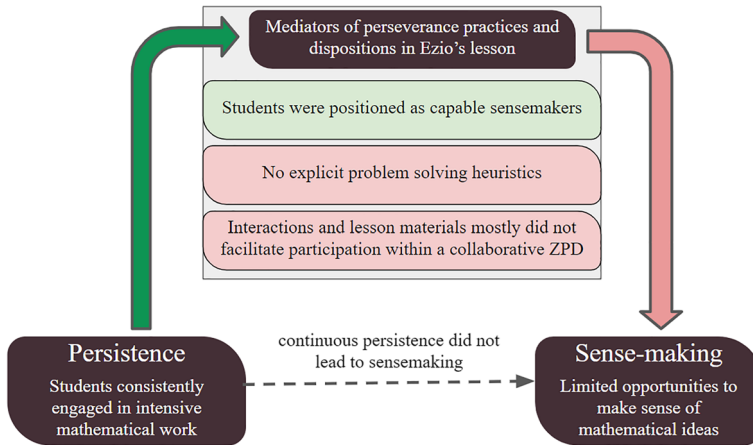 Mediators of perseverance practices and
dispositions in Ezio's lesson
Students were positioned as capable sensemakers
No explicit problem solving heuristics
Interactions and lesson materials mostly did not
facilitate participation within a collaborative ZPD
Persistence
Students consistently
engaged in intensive
mathematical work
continuous persistence did not
lead to sensemaking
Sense-making
Limited opportunities to
make sense of
mathematical ideas